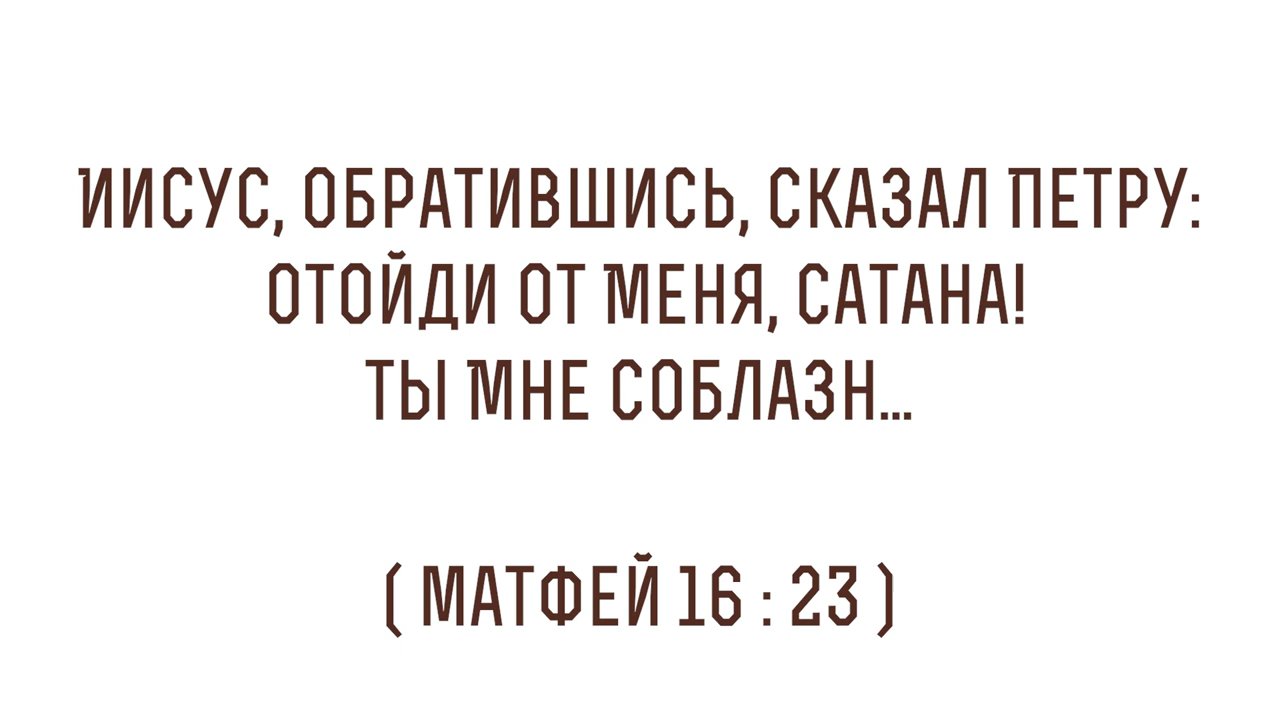 ИИСУС, ОБРАТИВШИСЬ, СКАЗАЛ ПЕТРУ:
ОТОЙДИ ОТ МЕНЯ, САТАНА!
ТЫ МНЕ СОБЛАЗН...
( МАТФЕЙ 16 : 23 )